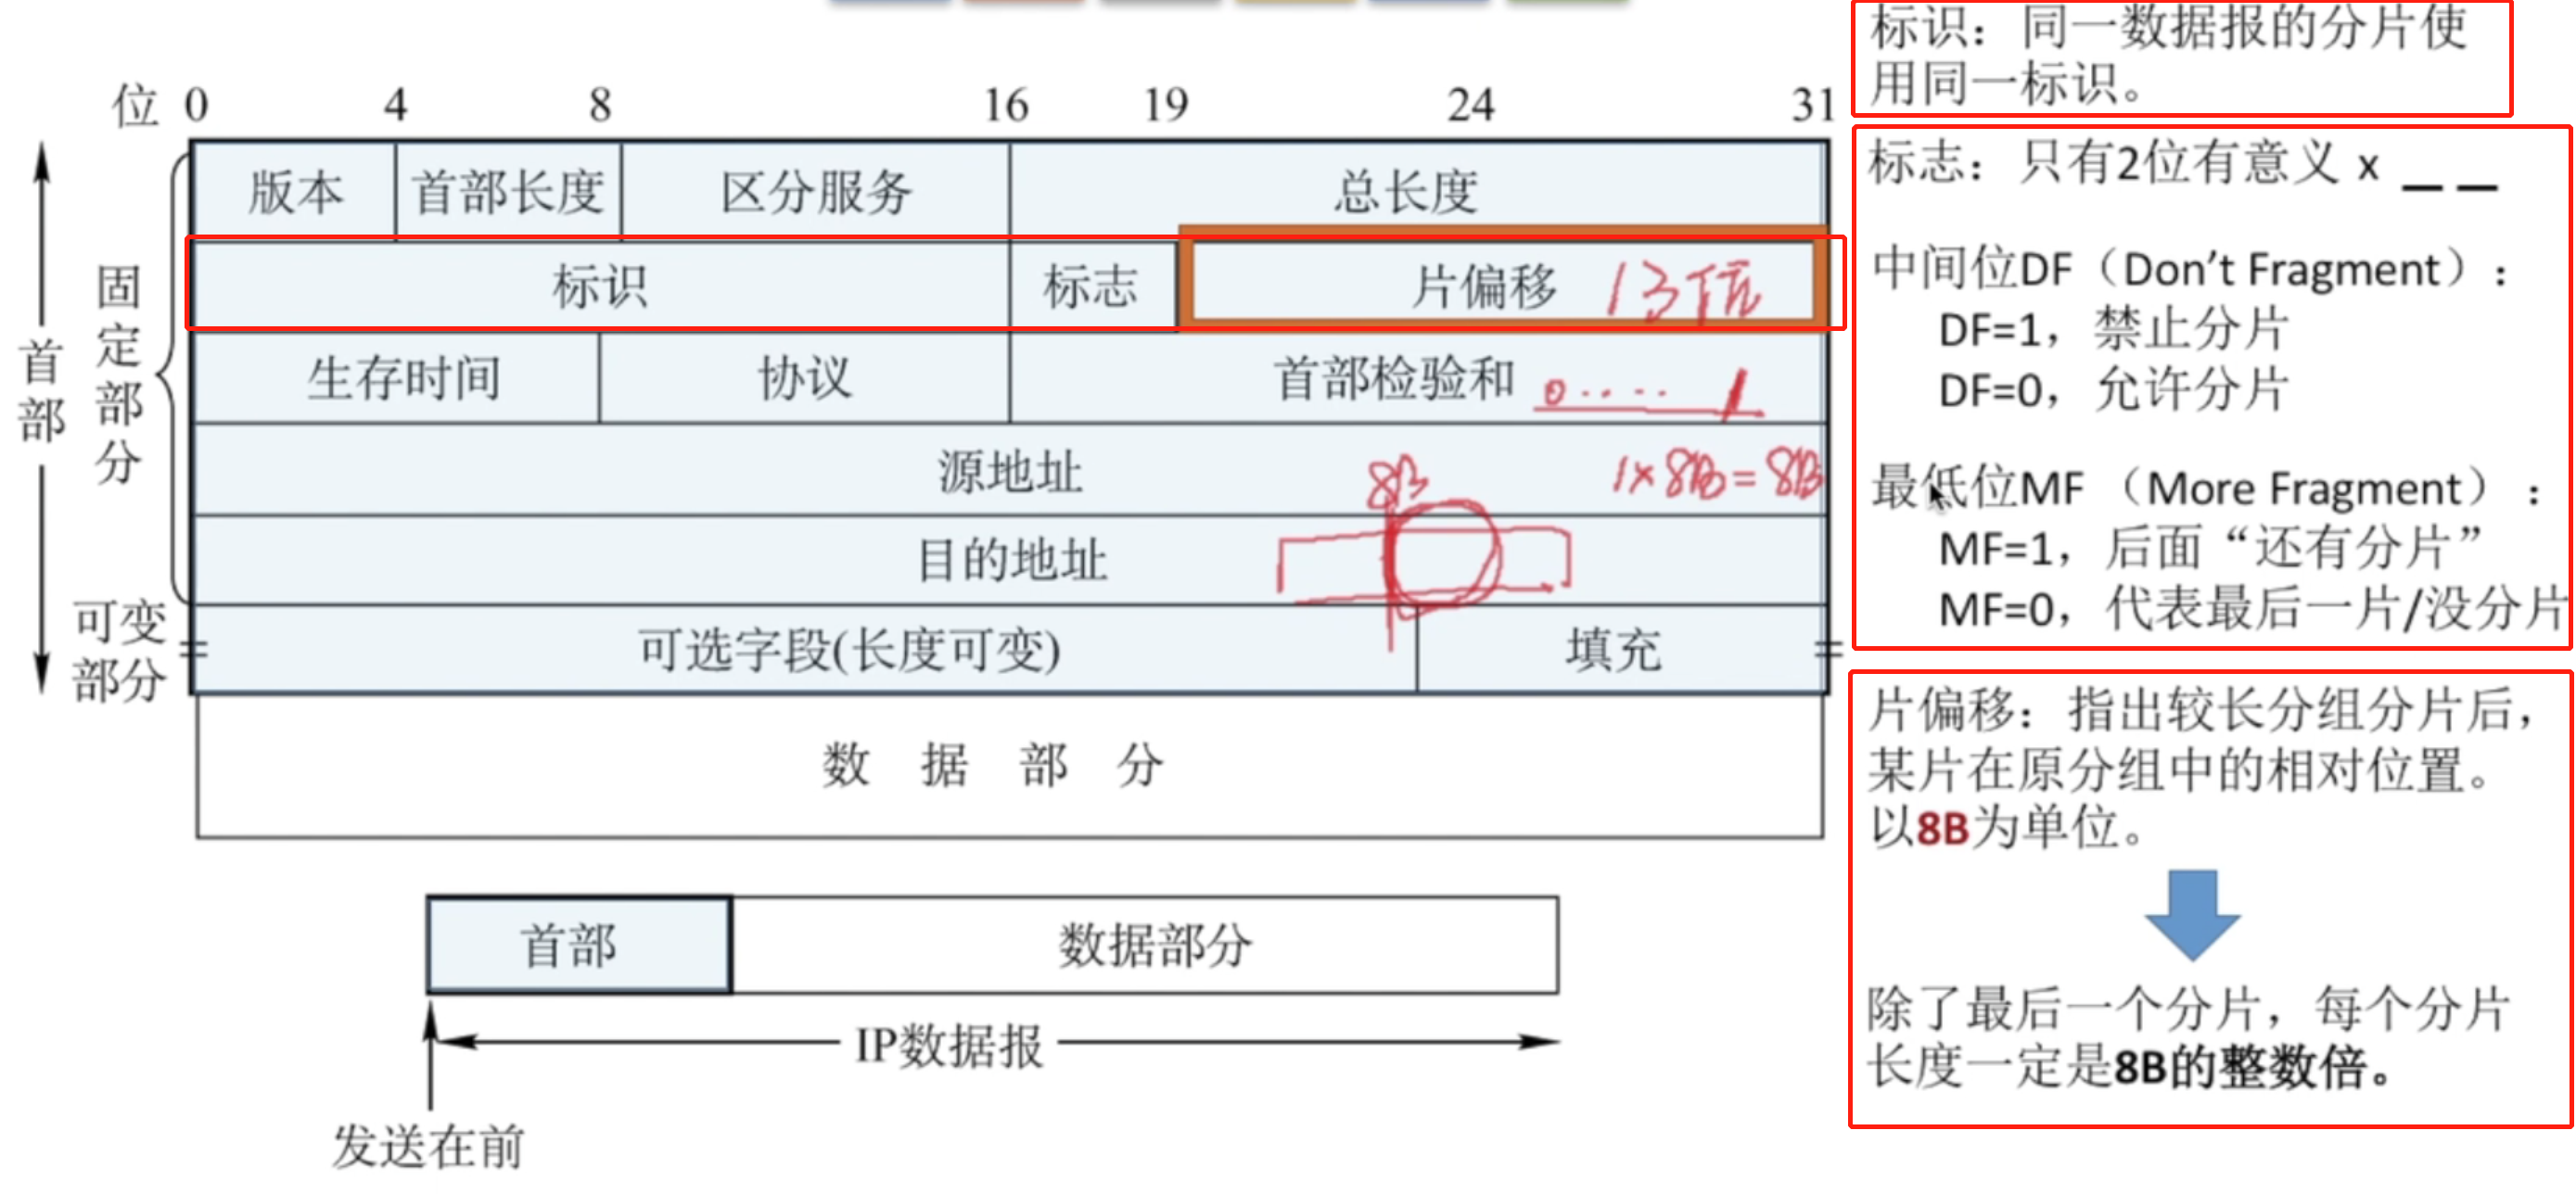 位 0 4 8 16 19 24 31
版本 首部长度 区分服务 总长度
标识 标志 片偏移 13位
生存时间 协议 首部检验和 0····1
源地址 8B 1×8B=8B
目的地址
可选字段(长度可变) 填充
数据部分
首部
固定部分
可变部分
首部 数据部分
IP数据报
发送在前
标识：同一数据报的分片使
用同一标识。
标志：只有2位有意义 x _ _
中间位DF（Don't Fragment）：
DF=1，禁止分片
DF=0，允许分片
最低位MF （More Fragment）：
MF=1，后面“还有分片”
MF=0，代表最后一片/没分片
片偏移：指出较长分组分片后，
某片在原分组中的相对位置。
以8B为单位。
除了最后一个分片，每个分片
长度一定是8B的整数倍。